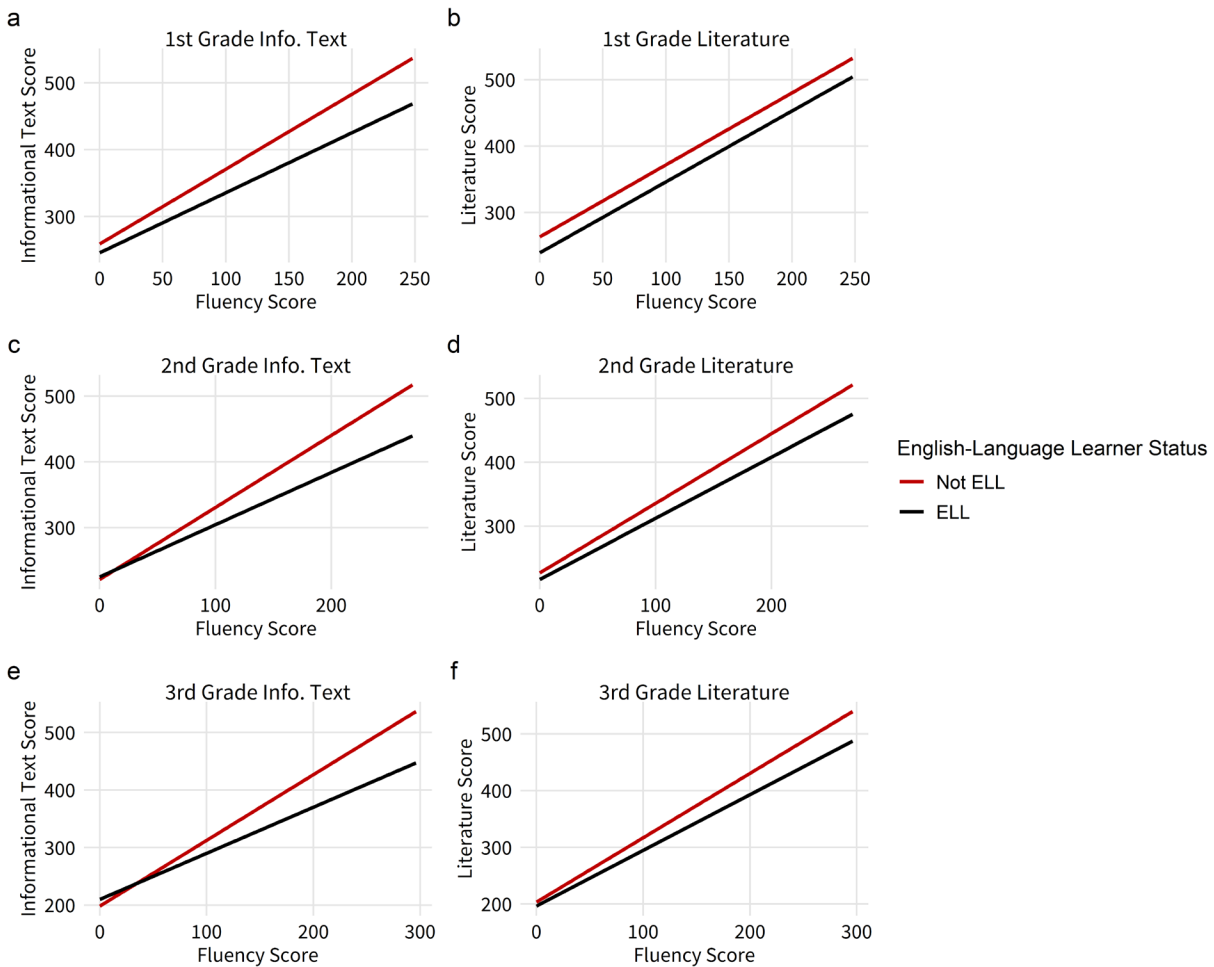 a
1st Grade Info. Text
Informational Text Score
500
400
300
0 50 100 150 200 250
Fluency Score
b
1st Grade Literature
Literature Score
500
400
300
0 50 100 150 200 250
Fluency Score
c
2nd Grade Info. Text
Informational Text Score
500
400
300
0 100 200
Fluency Score
d
2nd Grade Literature
Literature Score
500
400
300
0 100 200
Fluency Score
English-Language Learner Status
Not ELL
ELL
e
3rd Grade Info. Text
Informational Text Score
500
400
300
200
0 100 200 300
Fluency Score
f
3rd Grade Literature
Literature Score
500
400
300
200
0 100 200 300
Fluency Score